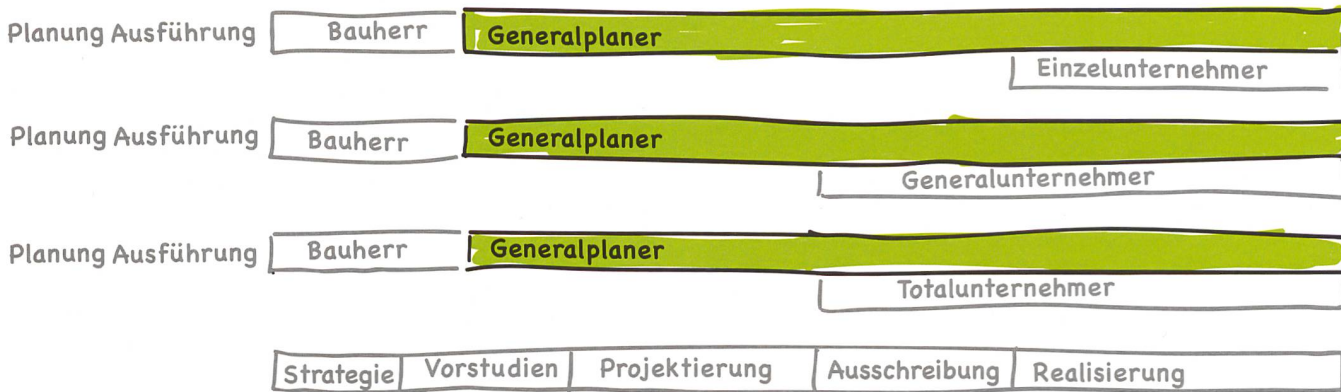 Planung Ausführung Bauherr Generalplaner
Einzelunternehmer
Planung Ausführung Bauherr Generalplaner
Generalunternehmer
Planung Ausführung Bauherr Generalplaner
Totalunternehmer
Strategie Vorstudien Projektierung Ausschreibung Realisierung